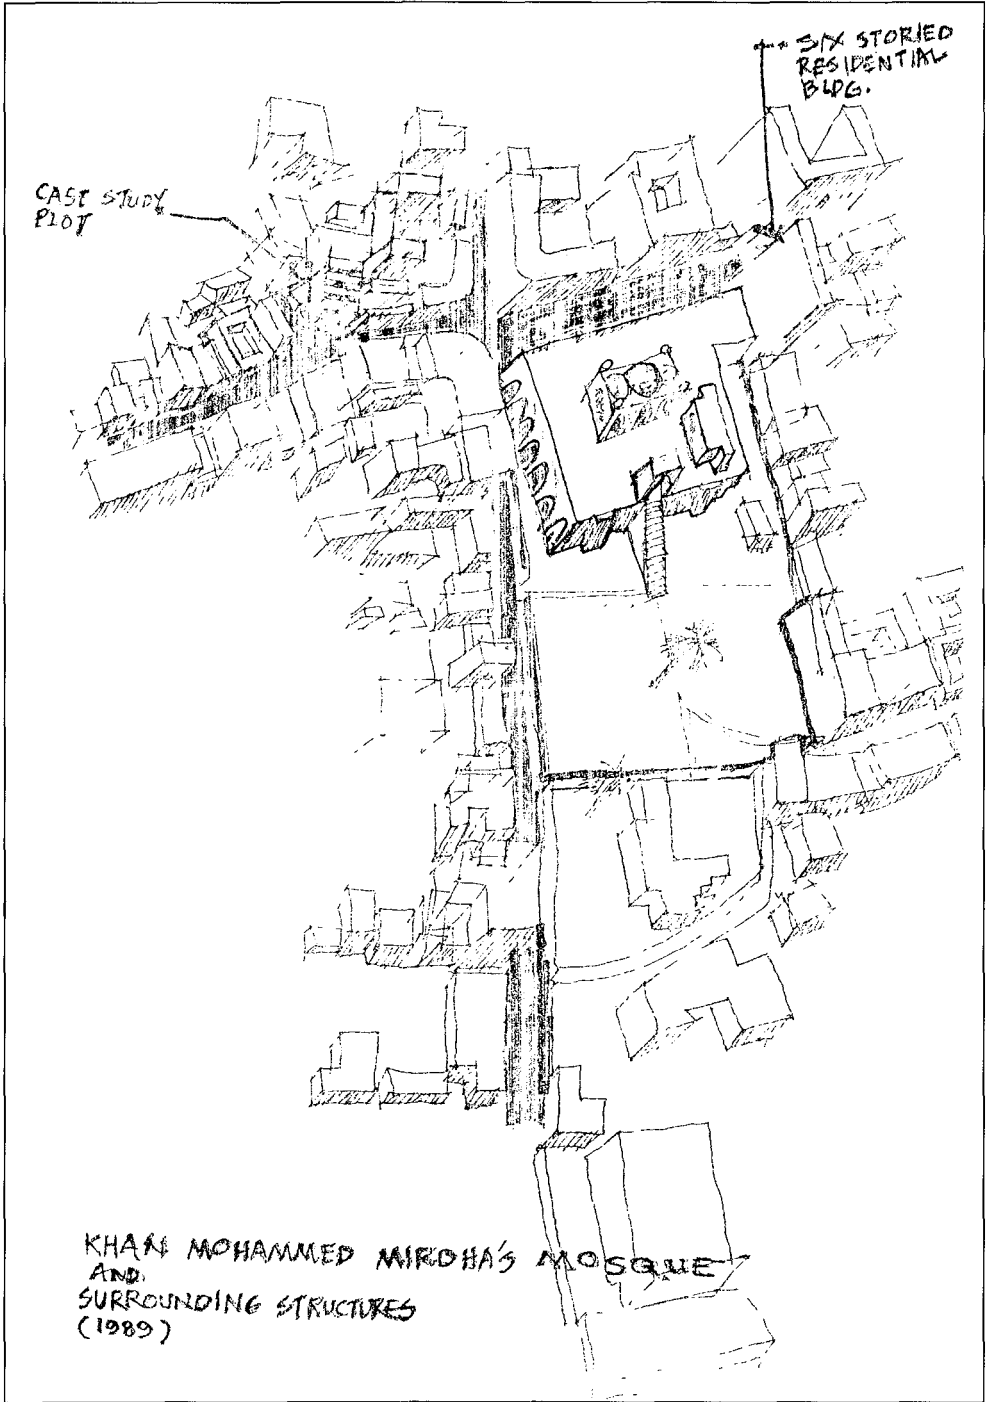 SIX STORIED
RESIDENTIAL
BLDG.
CASE STUDY
PLOT
KHAN MOHAMMED MIRDHA'S MOSQUE
AND
SURROUNDING STRUCTURES
(1989)